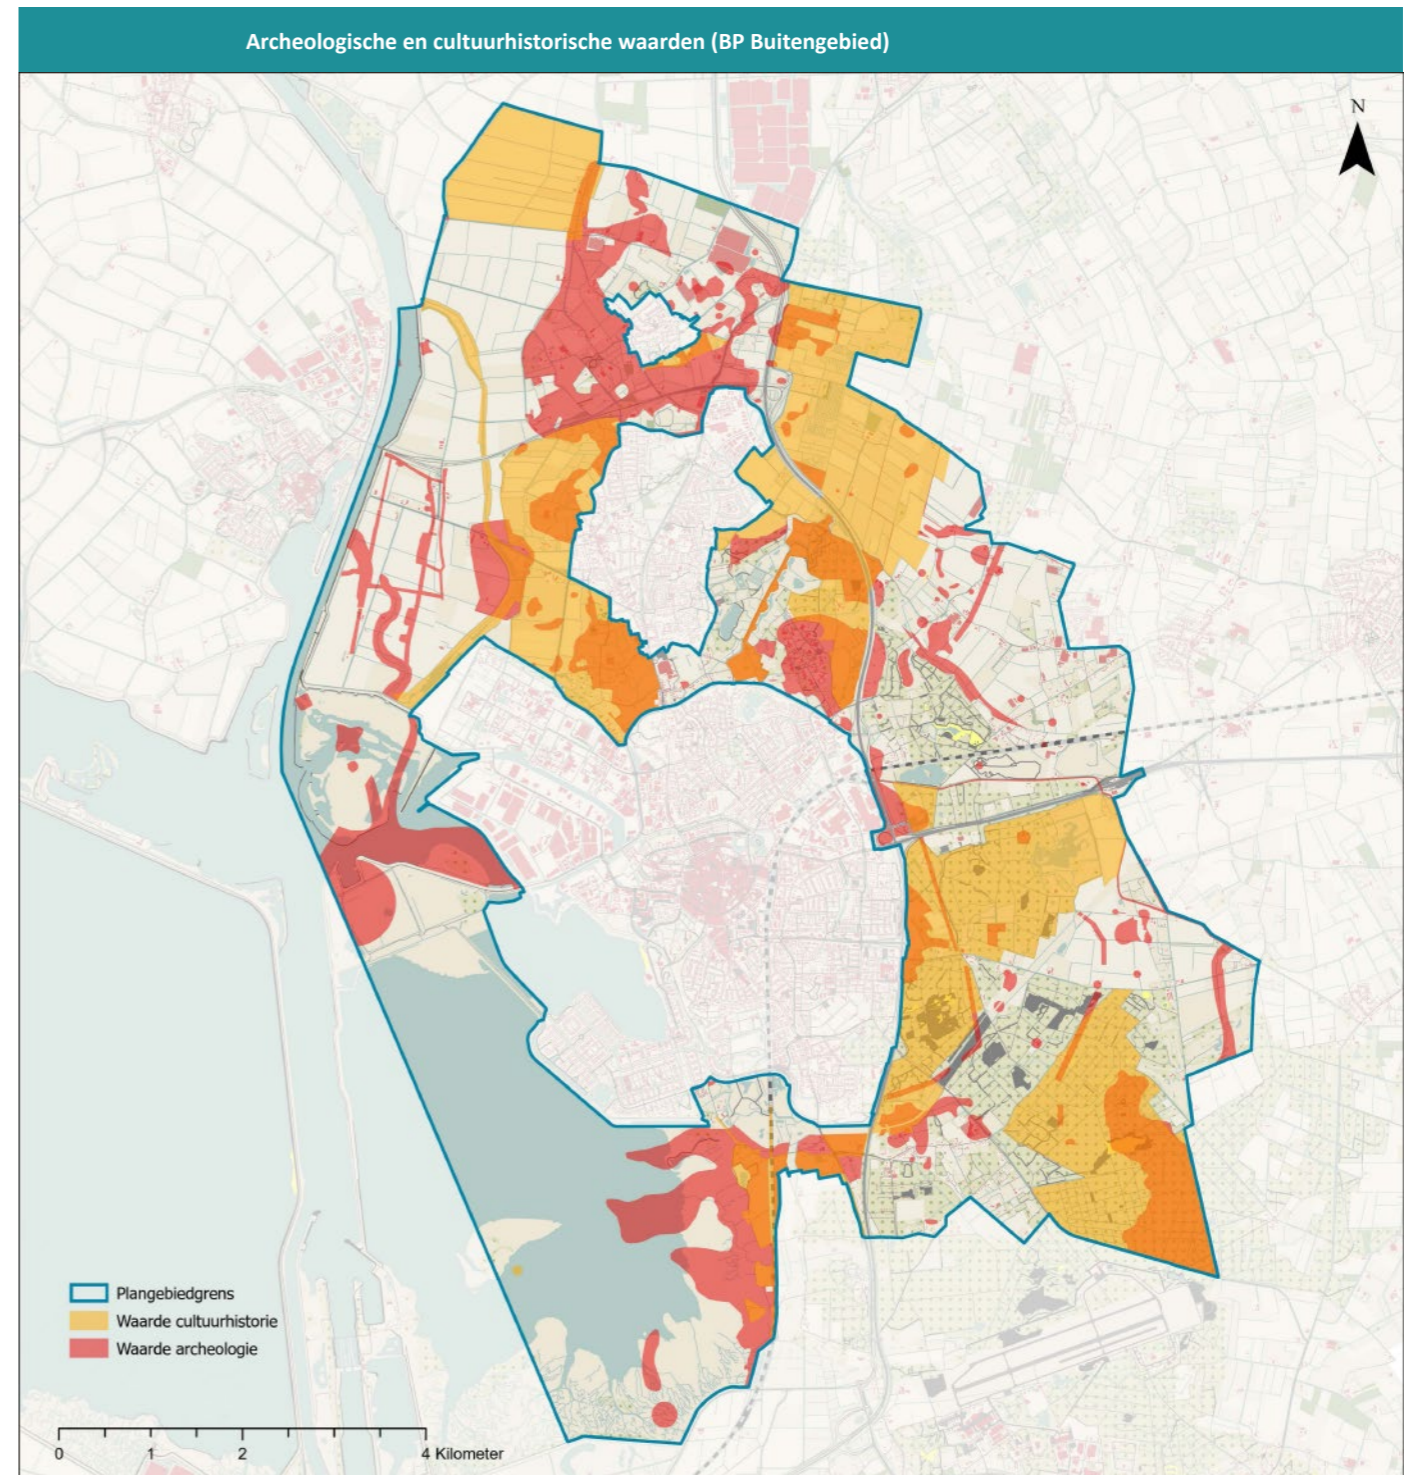 Archeologische en cultuurhistorische waarden (BP Buitengebied)
N
Plangebiedgrens
Waarde cultuurhistorie
Waarde archeologie
0 1 2 4 Kilometer